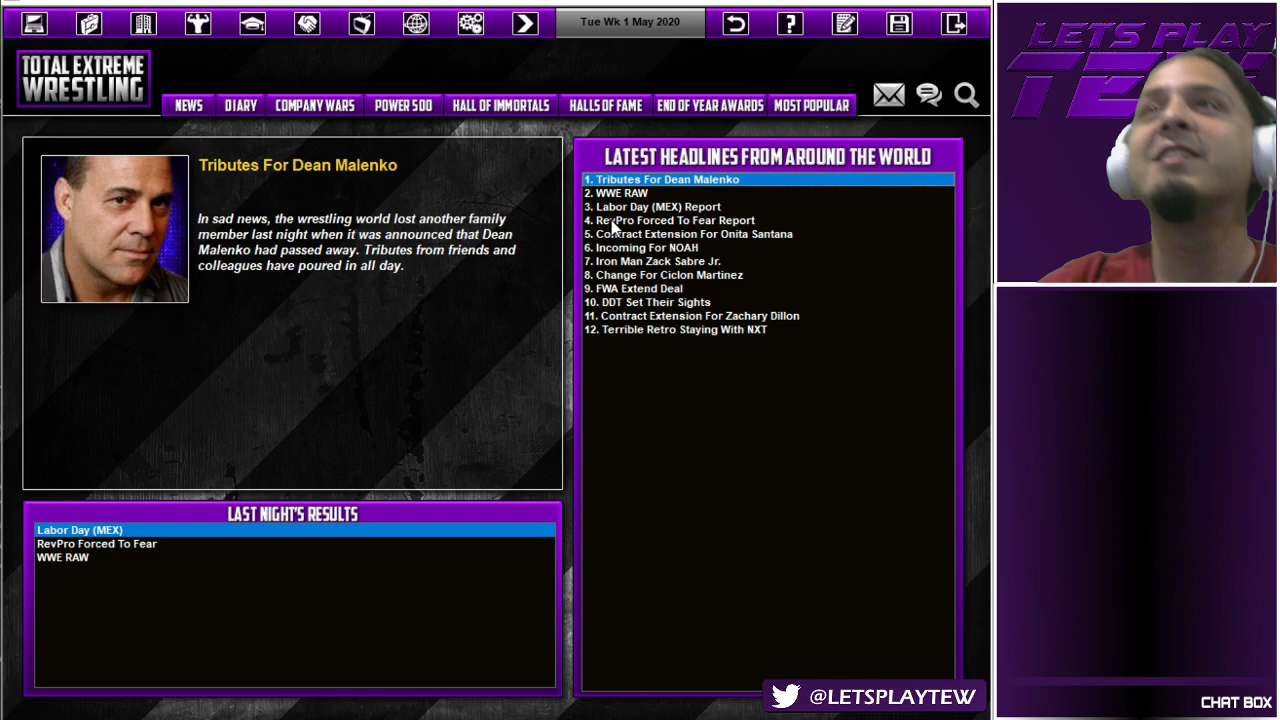 Tue Wk 1 May 2020
TOTAL EXTREME
WRESTLING
NEWS
DIARY
COMPANY WARS
POWER 500
HALL OF IMMORTALS
HALLS OF FAME
END OF YEAR AWARDS
MOST POPULAR
LETS PLAY
TEW
Tributes For Dean Malenko
In sad news, the wrestling world lost another family
member last night when it was announced that Dean
Malenko had passed away. Tributes from friends and
colleagues have poured in all day.
LATEST HEADLINES FROM AROUND THE WORLD
1. Tributes For Dean Malenko
2. WWE RAW
3. Labor Day (MEX) Report
4. RevPro Forced To Fear Report
5. Contract Extension For Onita Santana
6. Incoming For NOAH
7. Iron Man Zack Sabre Jr.
8. Change For Ciclon Martinez
9. FWA Extend Deal
10. DDT Set Their Sights
11. Contract Extension For Zachary Dillon
12. Terrible Retro Staying With NXT
LAST NIGHT'S RESULTS
Labor Day (MEX)
RevPro Forced To Fear
WWE RAW
@LETSPLAYTEW
CHAT BOX